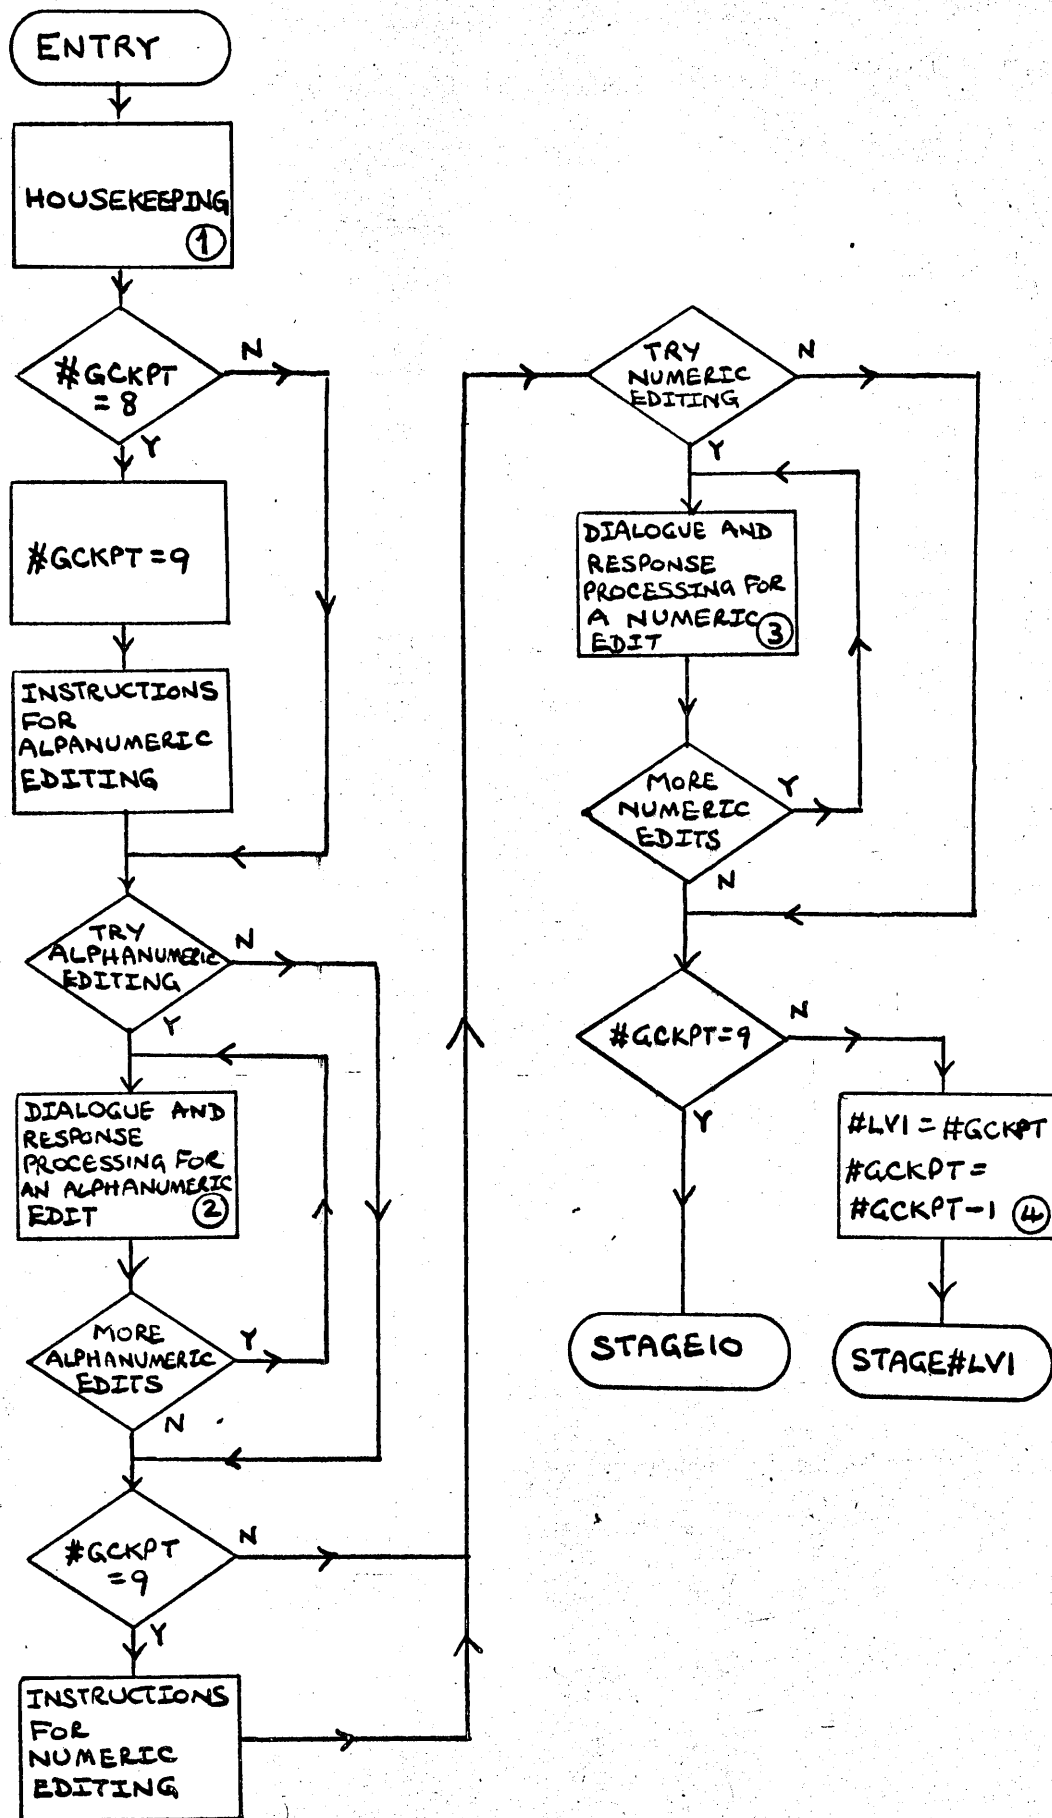 ENTRY
HOUSEKEEPING
1
#GCKPT
= 8
N
Y
#GCKPT = 9
INSTRUCTIONS
FOR
ALPANUMERIC
EDITING
TRY
ALPHANUMERIC
EDITING
N
Y
DIALOGUE AND
RESPONSE
PROCESSING FOR
AN ALPHANUMERIC
EDIT 2
MORE
ALPHANUMERIC
EDITS
Y
N
#GCKPT
= 9
N
Y
INSTRUCTIONS
FOR
NUMERIC
EDITING
TRY
NUMERIC
EDITING
N
Y
DIALOGUE AND
RESPONSE
PROCESSING FOR
A NUMERIC
EDIT 3
MORE
NUMERIC
EDITS
Y
N
#GCKPT=9
N
Y
#LV1 = #GCKPT
#GCKPT =
#GCKPT-1 4
STAGE10
STAGE#LV1